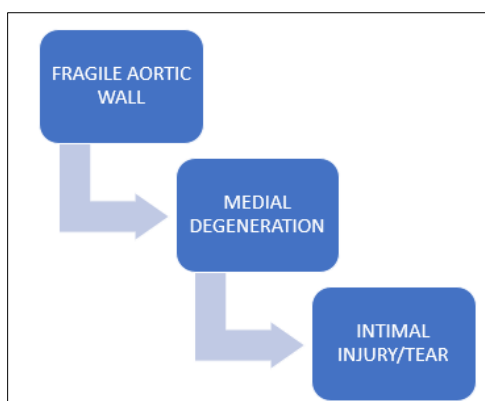 FRAGILE AORTIC
WALL
MEDIAL
DEGENERATION
INTIMAL
INJURY/TEAR